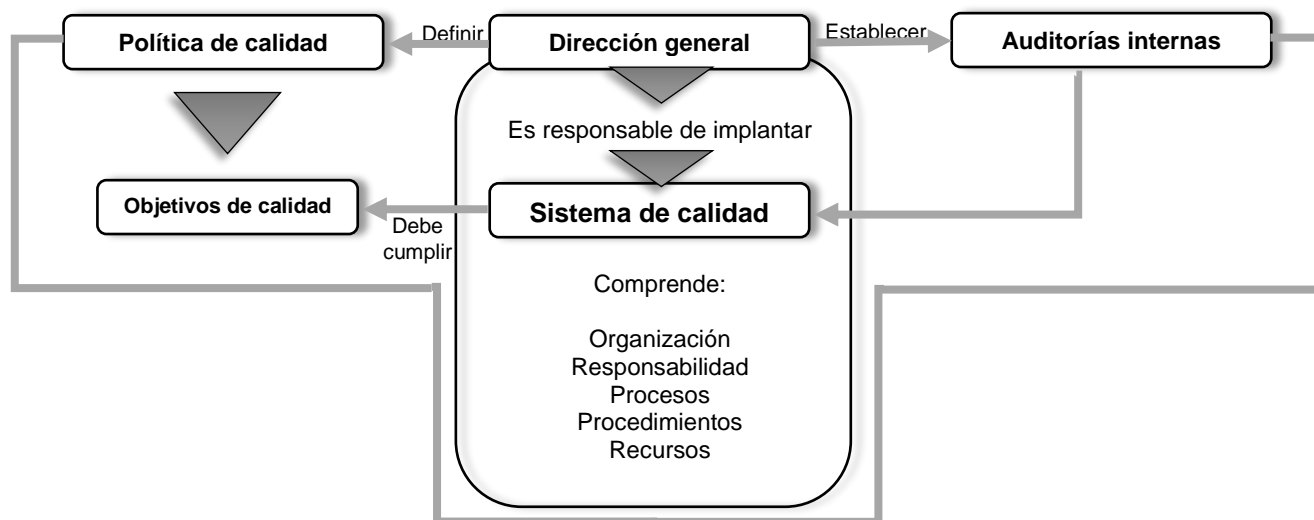 Política de calidad
Definir
Dirección general
Establecer
Auditorías internas
Es responsable de implantar
Objetivos de calidad
Debe
cumplir
Sistema de calidad
Comprende:
Organización
Responsabilidad
Procesos
Procedimientos
Recursos